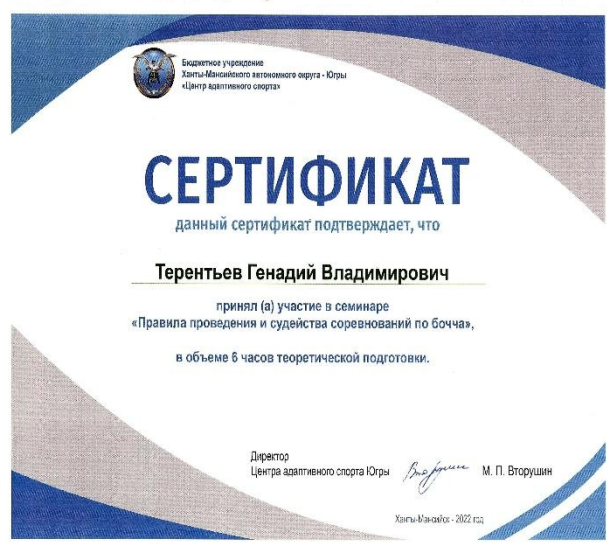 Бюджетное учреждение
Ханты-Мансийского автономного округа - Югры
«Центр адаптивного спорта»
СЕРТИФИКАТ
данный сертификат подтверждает, что
Терентьев Генадий Владимирович
принял (а) участие в семинаре
«Правила проведения и судейства соревнований по бочча»,
в объеме 6 часов теоретической подготовки.
Директор
Центра адаптивного спорта Югры
М. П. Вторушин
Ханты-Мансийск - 2022 год